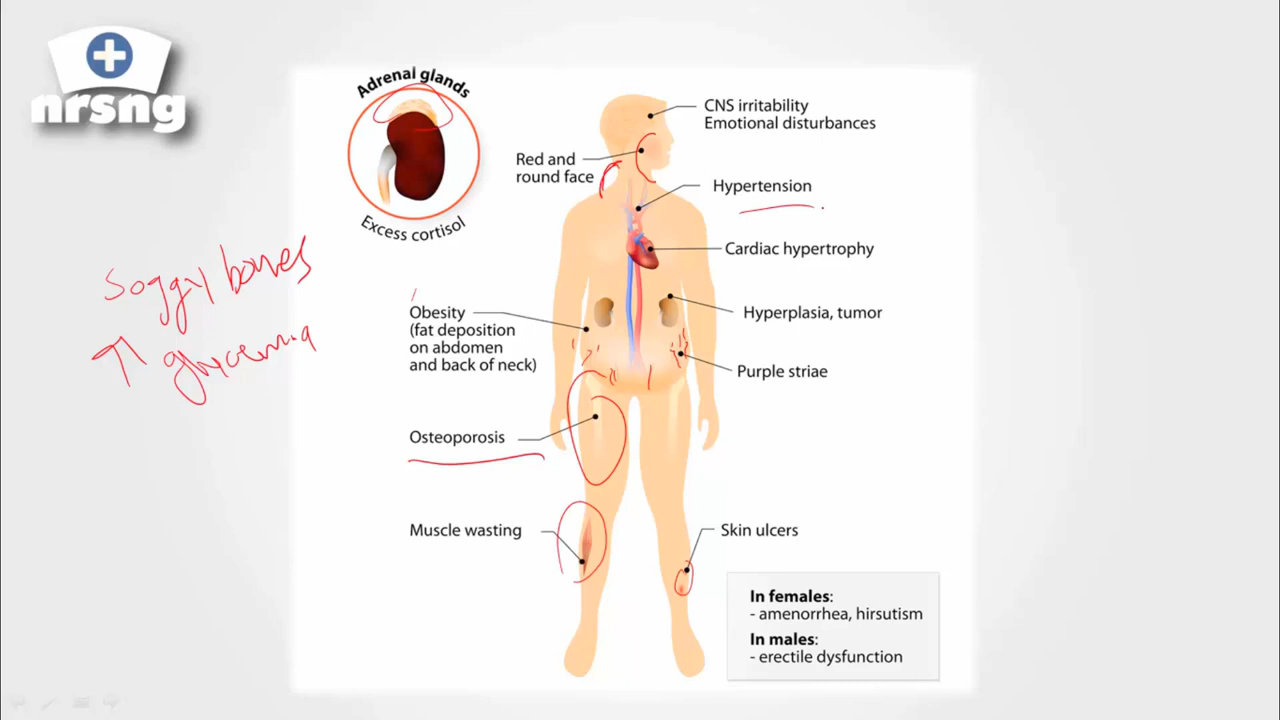 nrsng
Adrenal glands
Excess cortisol
soggy bones
↑ glycemia
CNS irritability
Emotional disturbances
Red and
round face
Hypertension
Cardiac hypertrophy
Obesity
(fat deposition
on abdomen
and back of neck)
Hyperplasia, tumor
Purple striae
Osteoporosis
Muscle wasting
Skin ulcers
In females:
- amenorrhea, hirsutism
In males:
- erectile dysfunction